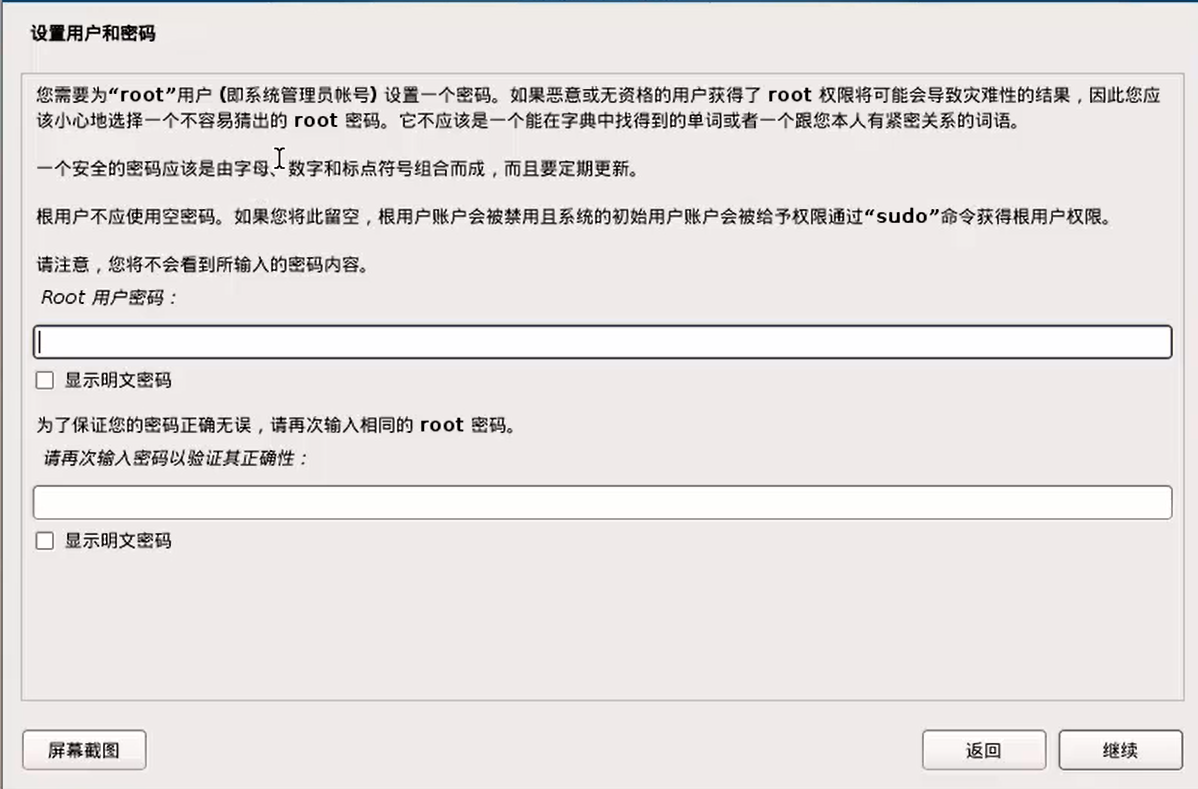 设置用户和密码
您需要为“root”用户 (即系统管理员帐号) 设置一个密码。如果恶意或无资格的用户获得了 root 权限将可能会导致灾难性的结果，因此您应
该小心地选择一个不容易猜出的 root 密码。它不应该是一个能在字典中找得到的单词或者一个跟您本人有紧密关系的词语。
一个安全的密码应该是由字母、数字和标点符号组合而成，而且要定期更新。
根用户不应使用空密码。如果您将此留空，根用户账户会被禁用且系统的初始用户账户会被给予权限通过“sudo”命令获得根用户权限。
请注意，您将不会看到所输入的密码内容。
Root 用户密码：
显示明文密码
为了保证您的密码正确无误，请再次输入相同的 root 密码。
请再次输入密码以验证其正确性：
显示明文密码
屏幕截图 返回 继续